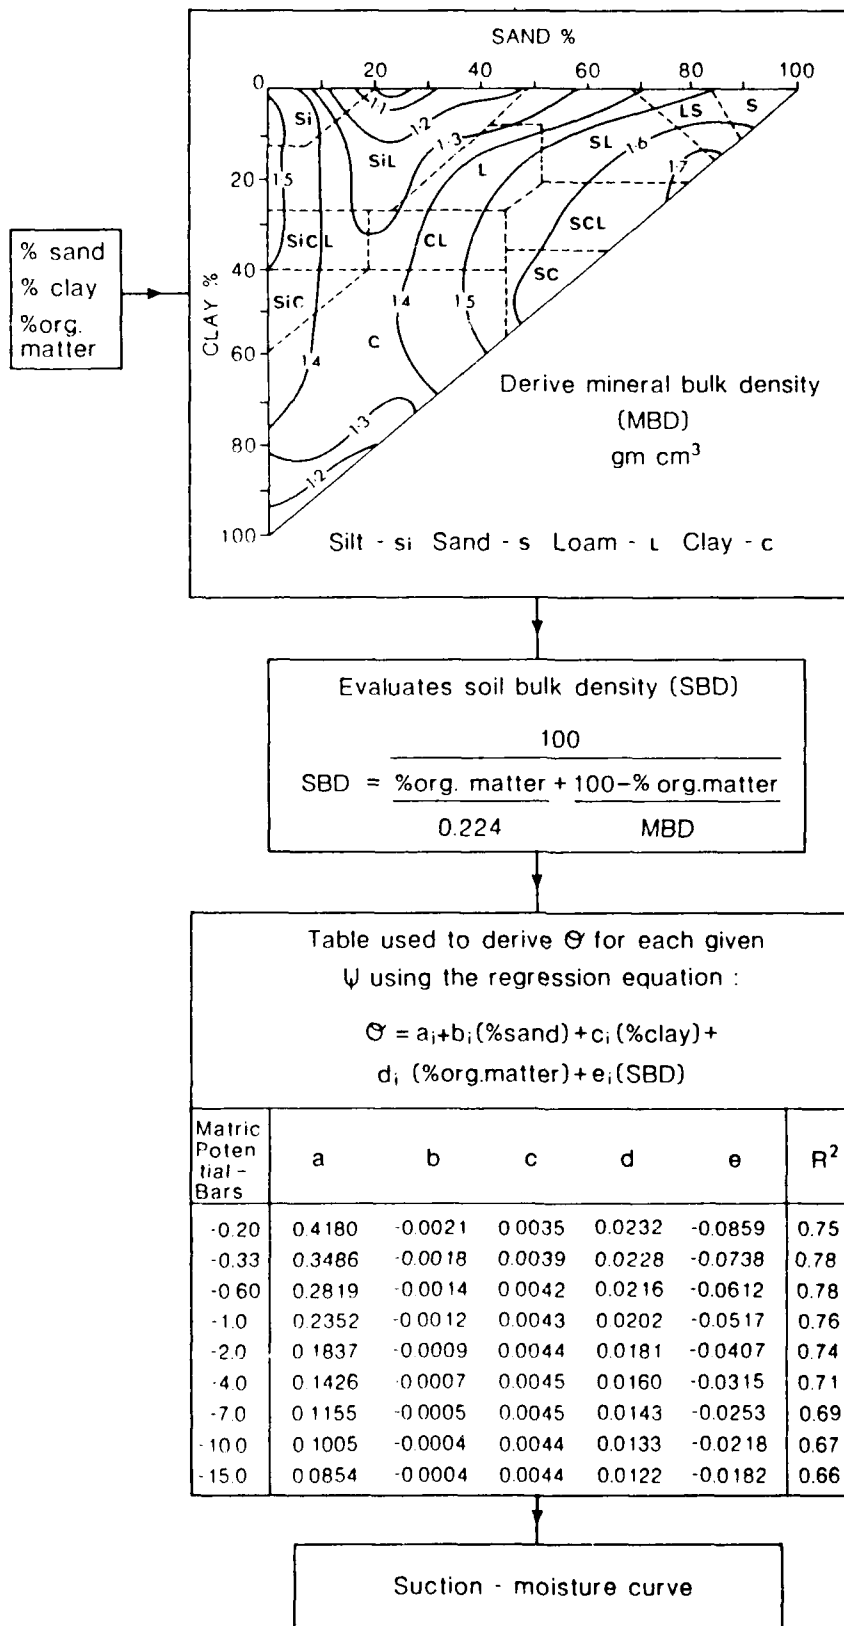 SAND %
0 20 40 60 80 100
20
40
60
80
100
CLAY %
% sand
% clay
%org.
matter
Si
SiL
L
SL
LS
S
SiCL
CL
SCL
SiC
SC
C
1·1
1·2
1·3
1·5
1·6
1·7
1·4
1·4
1·5
1·3
1·2
Derive mineral bulk density
(MBD)
gm cm³
Silt - si Sand - s Loam - L Clay - c
Evaluates soil bulk density (SBD)
100
SBD = %org. matter + 100-% org.matter
0.224 MBD
Table used to derive Θ for each given
Ψ using the regression equation :
Θ = aᵢ+bᵢ(%sand)+cᵢ(%clay)+
dᵢ (%org.matter)+eᵢ(SBD)
Matric
Poten
tial -
Bars
a b c d e R²
-0.20 0.4180 -0.0021 0.0035 0.0232 -0.0859 0.75
-0.33 0.3486 -0.0018 0.0039 0.0228 -0.0738 0.78
-0.60 0.2819 -0.0014 0.0042 0.0216 -0.0612 0.78
-1.0 0.2352 -0.0012 0.0043 0.0202 -0.0517 0.76
-2.0 0.1837 -0.0009 0.0044 0.0181 -0.0407 0.74
-4.0 0.1426 -0.0007 0.0045 0.0160 -0.0315 0.71
-7.0 0.1155 -0.0005 0.0045 0.0143 -0.0253 0.69
-10.0 0.1005 -0.0004 0.0044 0.0133 -0.0218 0.67
-15.0 0.0854 -0.0004 0.0044 0.0122 -0.0182 0.66
Suction - moisture curve